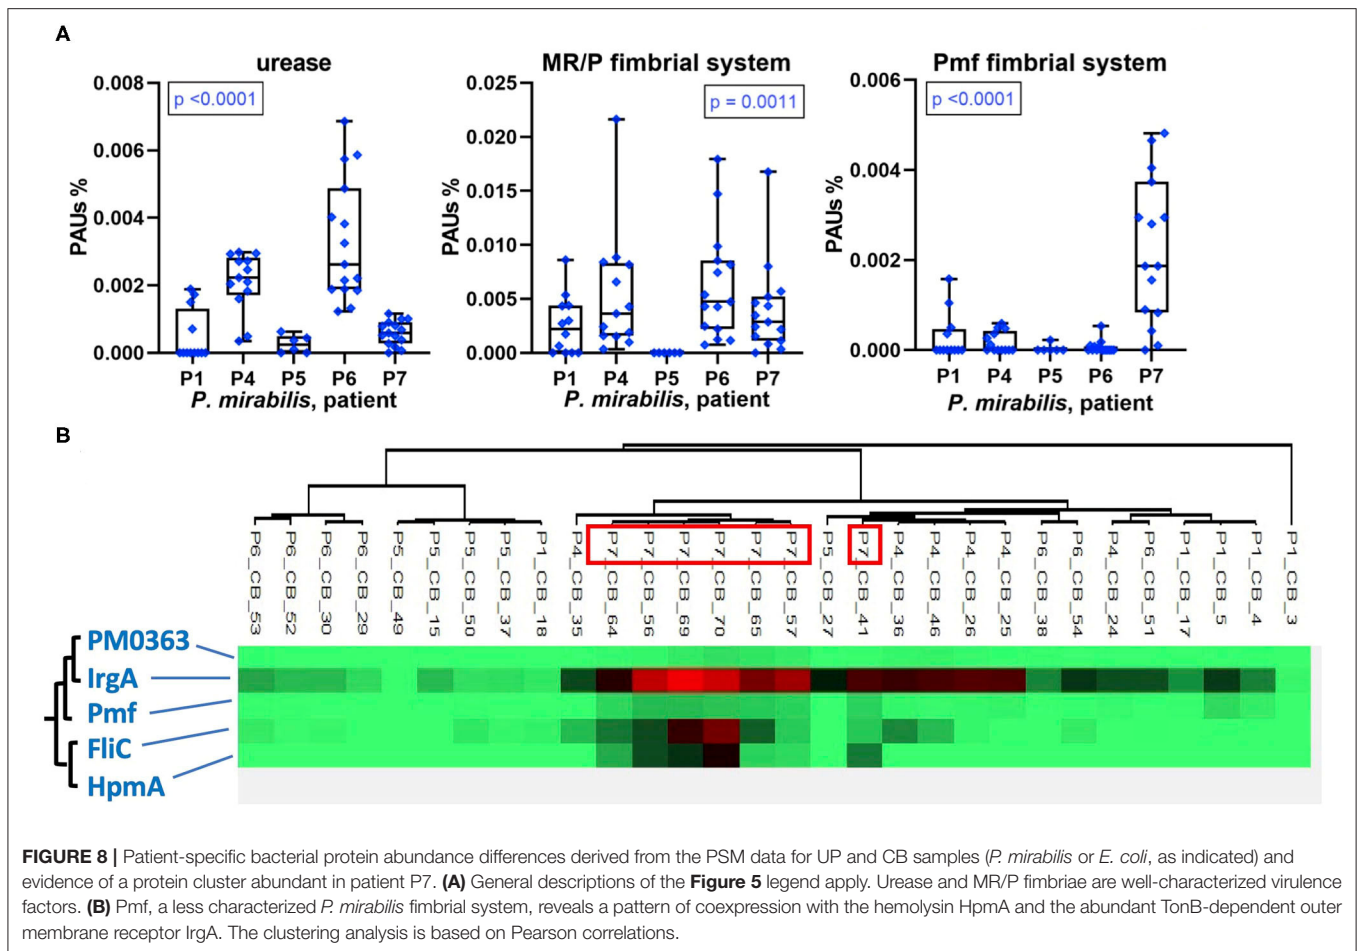 A
urease
MR/P fimbrial system
Pmf fimbrial system
p <0.0001
p = 0.0011
p <0.0001
PAUs %
0.008
0.006
0.004
0.002
0.000
P1 P4 P5 P6 P7
P. mirabilis, patient
PAUs %
0.025
0.020
0.015
0.010
0.005
0.000
P1 P4 P5 P6 P7
P. mirabilis, patient
PAUs %
0.006
0.004
0.002
0.000
P1 P4 P5 P6 P7
P. mirabilis, patient
B
P6_CB_53
P6_CB_52
P6_CB_30
P6_CB_29
P5_CB_49
P5_CB_15
P5_CB_50
P5_CB_37
P1_CB_18
P4_CB_35
P7_CB_64
P7_CB_56
P7_CB_69
P7_CB_70
P7_CB_65
P7_CB_57
P5_CB_27
P7_CB_41
P4_CB_36
P4_CB_46
P4_CB_26
P4_CB_25
P6_CB_38
P6_CB_54
P4_CB_24
P6_CB_51
P1_CB_17
P1_CB_5
P1_CB_4
P1_CB_3
PM0363
IrgA
Pmf
FliC
HpmA
FIGURE 8 | Patient-specific bacterial protein abundance differences derived from the PSM data for UP and CB samples (P. mirabilis or E. coli, as indicated) and
evidence of a protein cluster abundant in patient P7. (A) General descriptions of the Figure 5 legend apply. Urease and MR/P fimbriae are well-characterized virulence
factors. (B) Pmf, a less characterized P. mirabilis fimbrial system, reveals a pattern of coexpression with the hemolysin HpmA and the abundant TonB-dependent outer
membrane receptor IrgA. The clustering analysis is based on Pearson correlations.